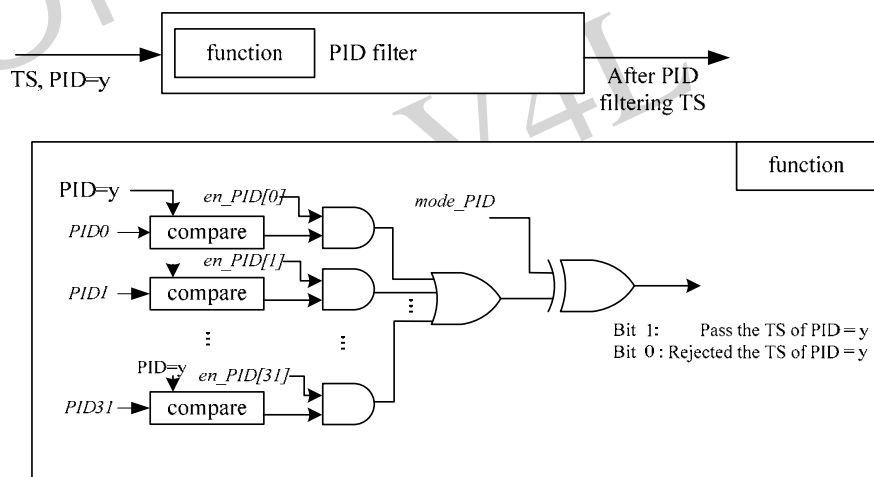 function PID filter
TS, PID=y
After PID
filtering TS
V4L
function
PID=y
en_PID[0]
mode_PID
PID0
compare
en_PID[1]
PID1
compare
...
...
...
PID=y
en_PID[31]
PID31
compare
Bit 1: Pass the TS of PID = y
Bit 0 : Rejected the TS of PID = y